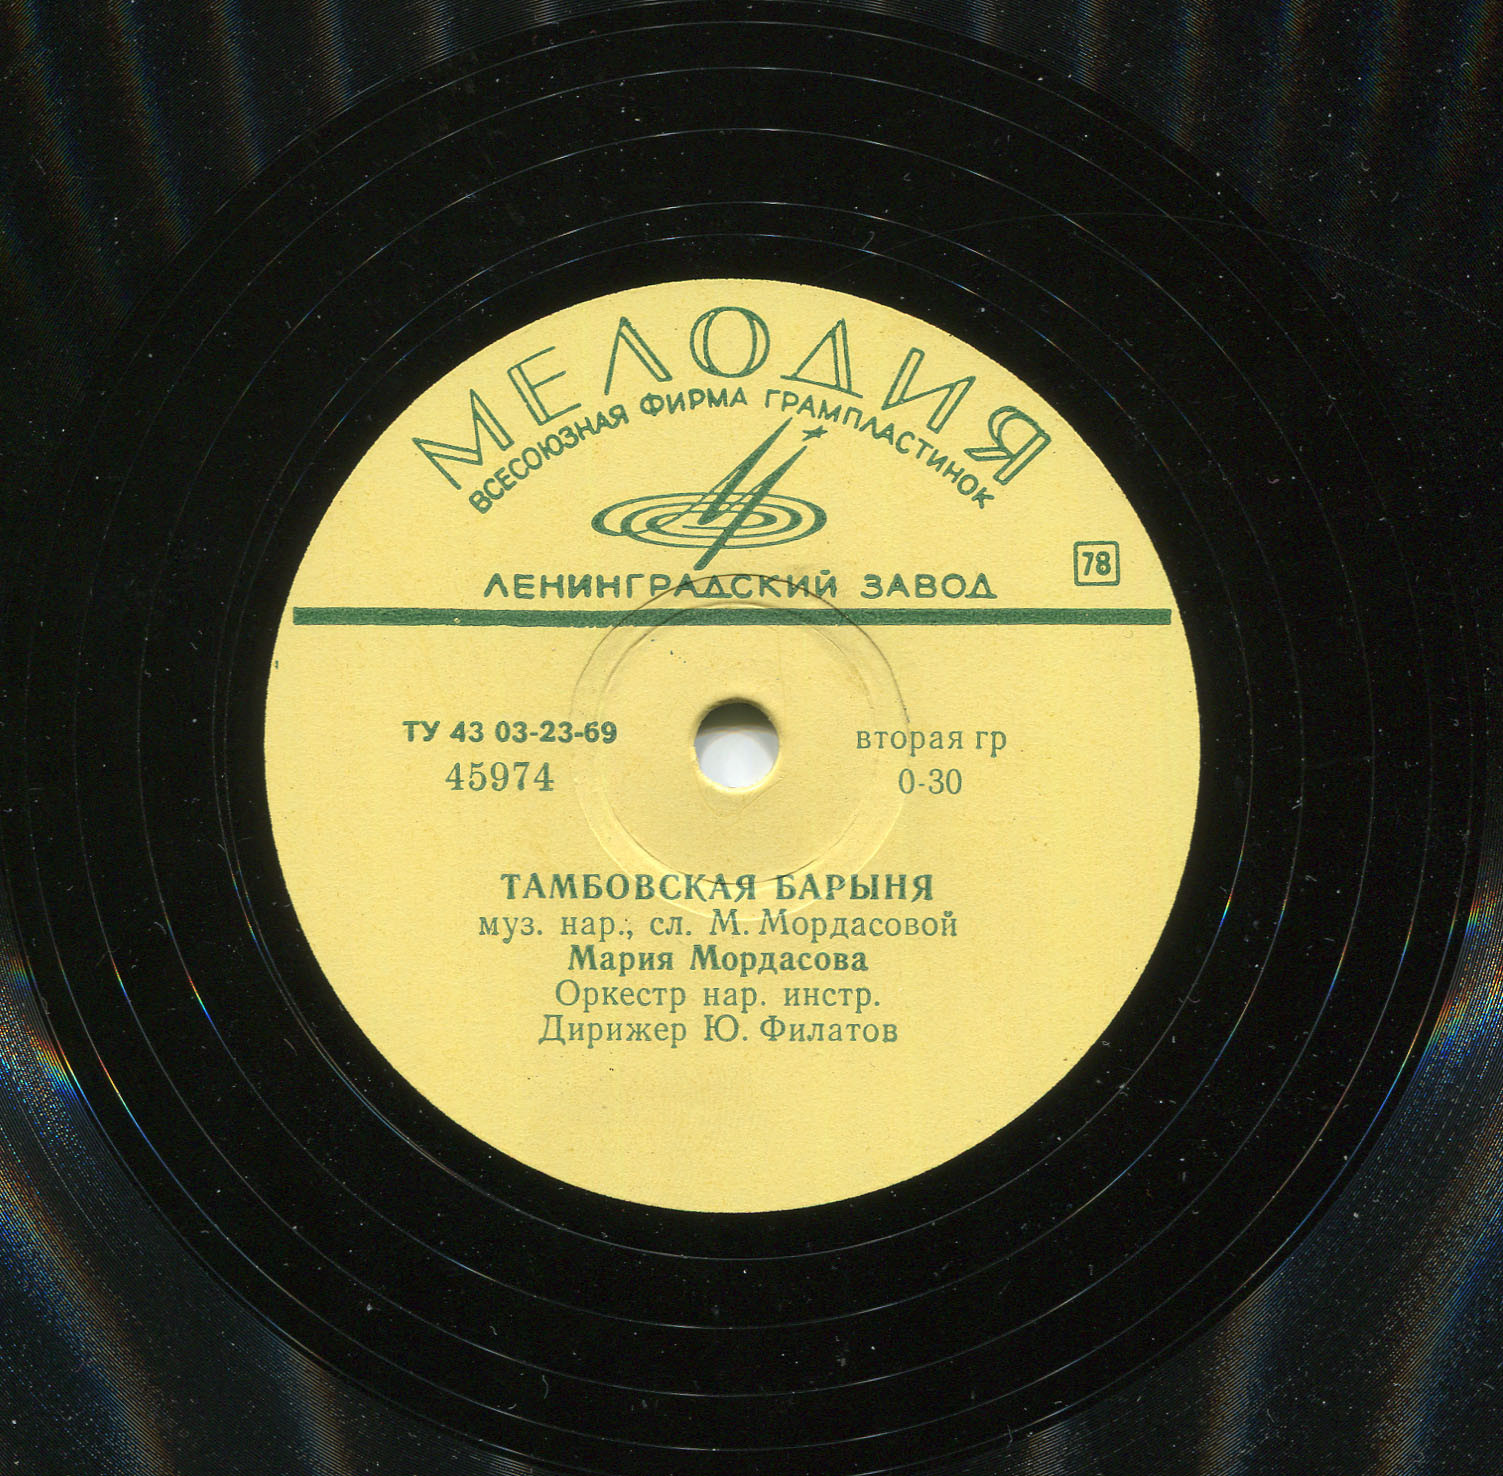 МЕЛОДИЯ
ВСЕСОЮЗНАЯ ФИРМА ГРАМПЛАСТИНОК
78
ЛЕНИНГРАДСКИЙ ЗАВОД
ТУ 43 03-23-69
вторая гр
45974
0-30
ТАМБОВСКАЯ БАРЫНЯ
муз. нар., сл. М. Мордасовой
Мария Мордасова
Оркестр нар. инстр.
Дирижер Ю. Филатов